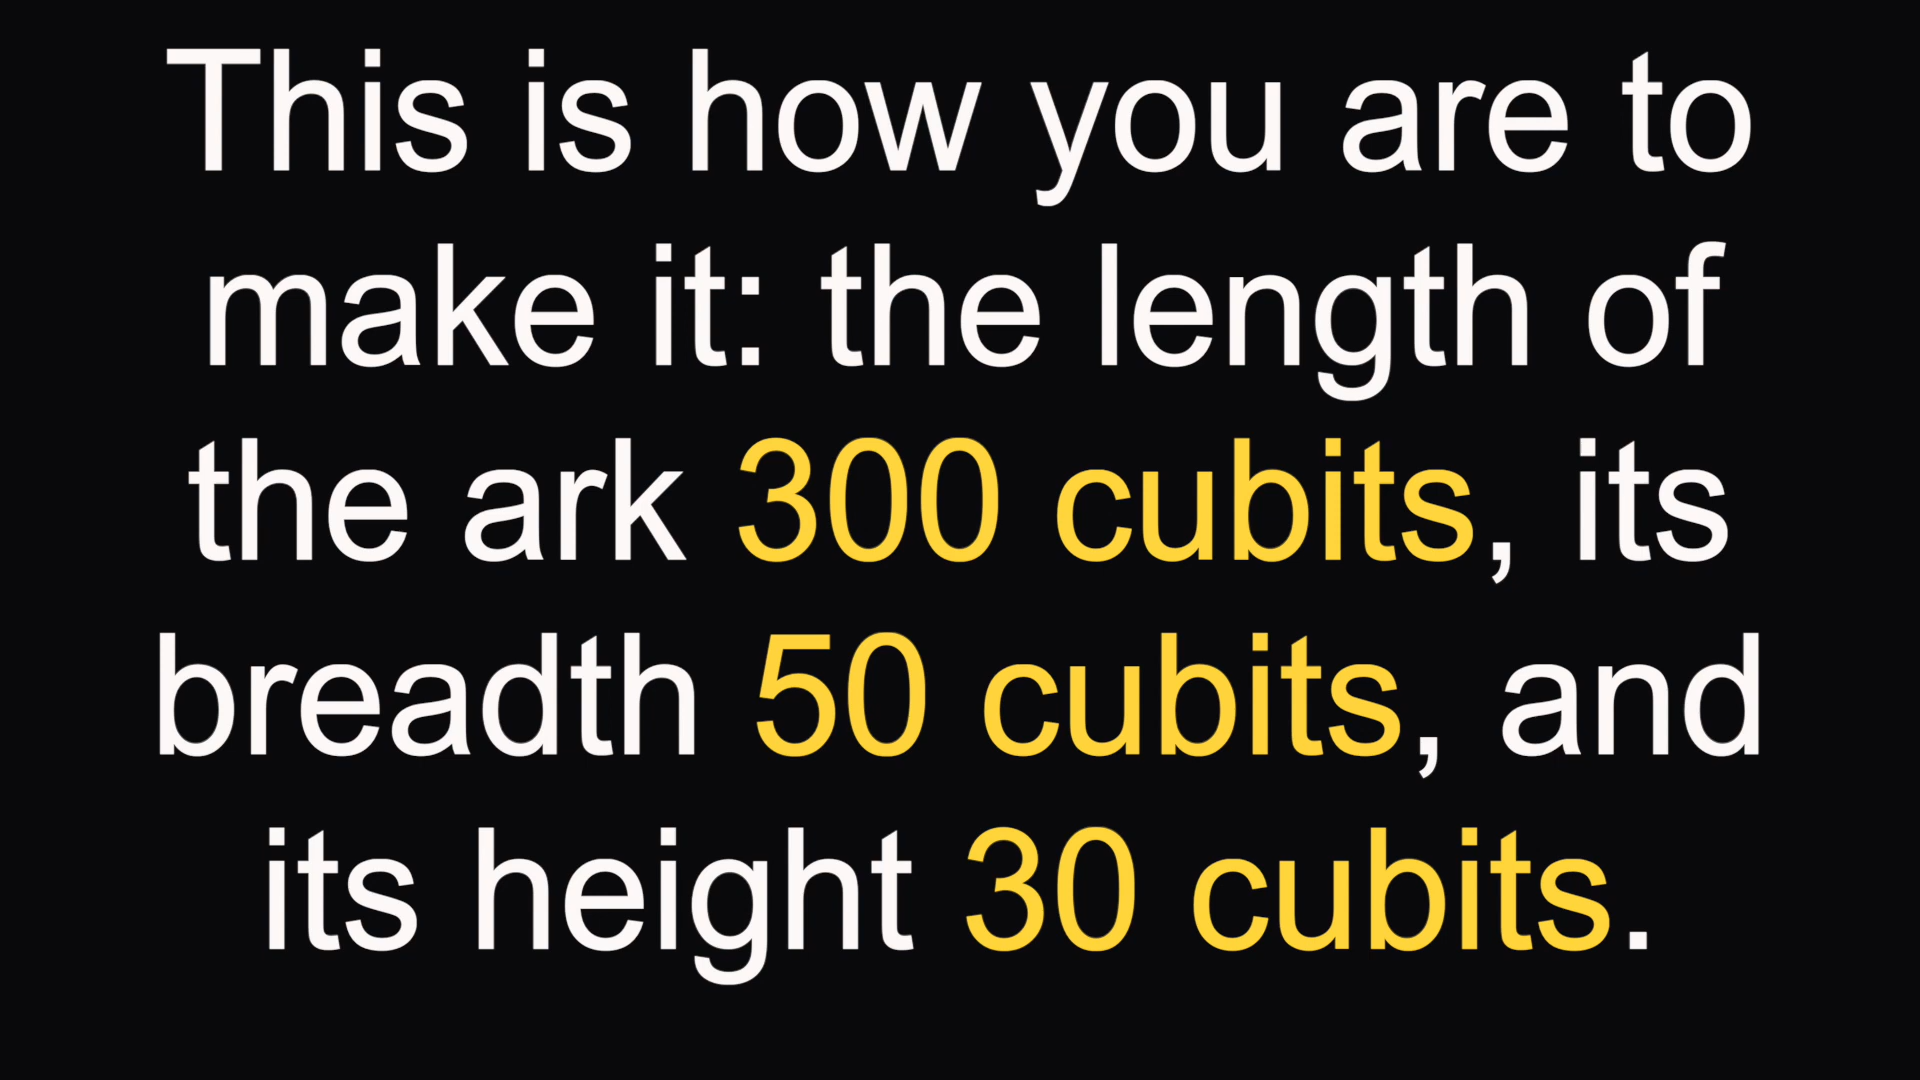 This is how you are to
make it: the length of
the ark 300 cubits, its
breadth 50 cubits, and
its height 30 cubits.